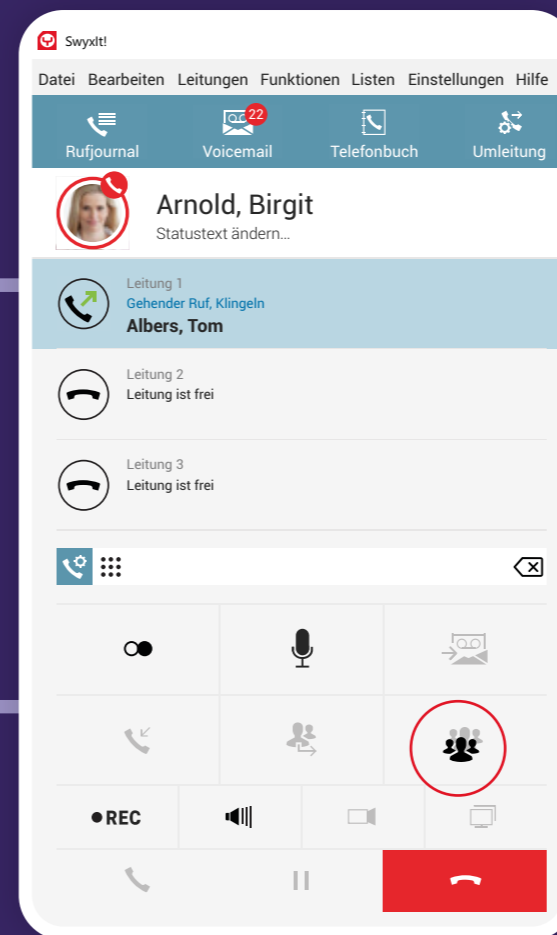 SwyxIt!
Datei Bearbeiten Leitungen Funktionen Listen Einstellungen Hilfe
22
Rufjournal Voicemail Telefonbuch Umleitung
Arnold, Birgit
Statustext ändern...
Leitung 1
Gehender Ruf, Klingeln
Albers, Tom
Leitung 2
Leitung ist frei
Leitung 3
Leitung ist frei
REC